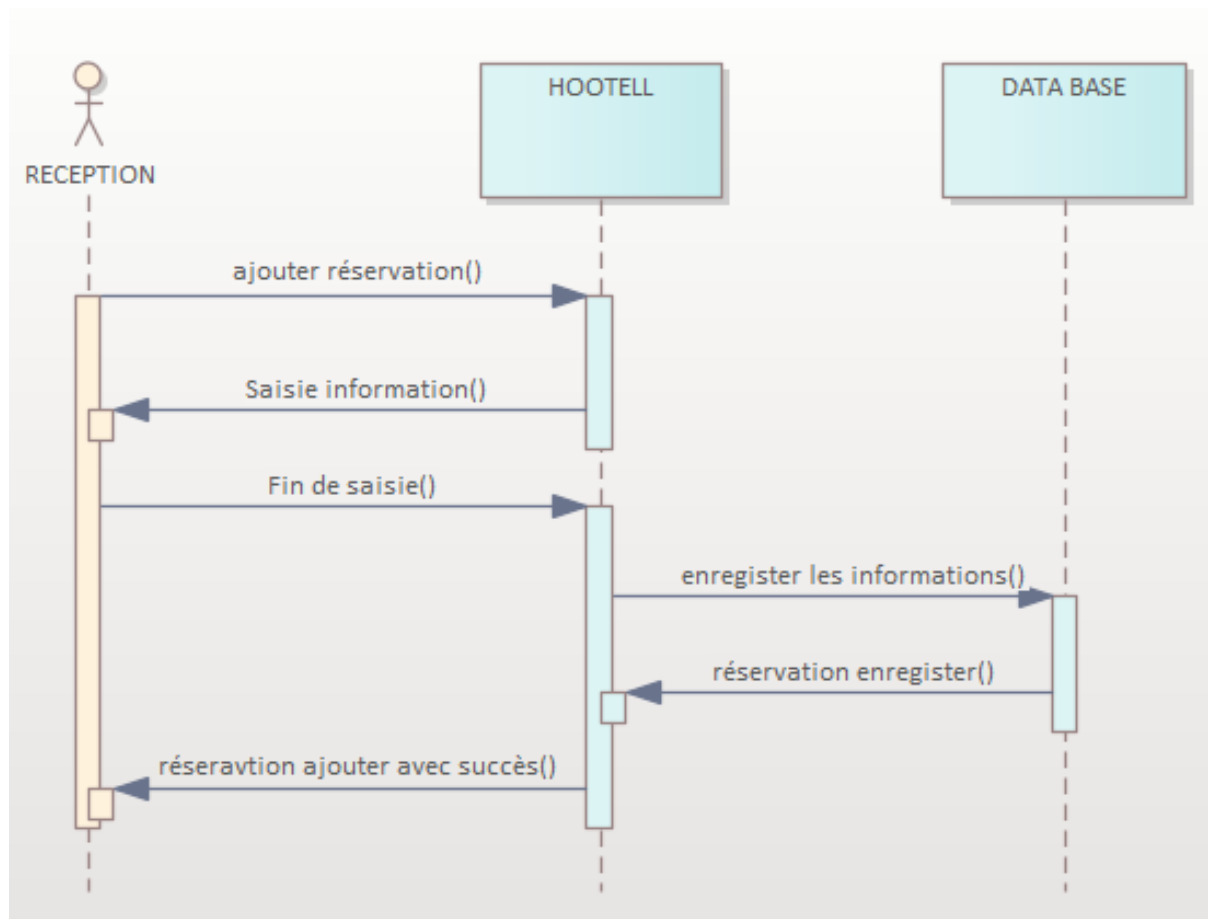 HOOTELL
DATA BASE
RECEPTION
ajouter réservation()
Saisie information()
Fin de saisie()
enregister les informations()
réservation enregister()
réseravtion ajouter avec succès()